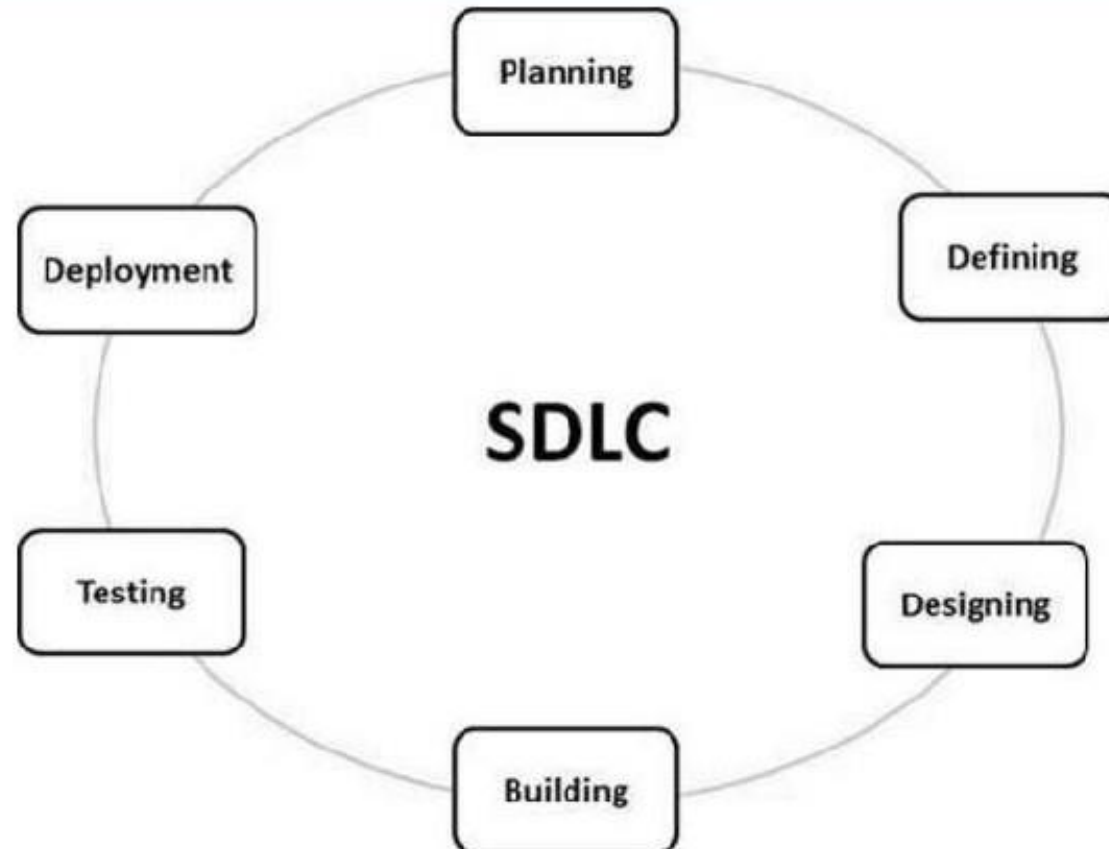 Planning
Defining
Designing
Building
Testing
Deployment
SDLC